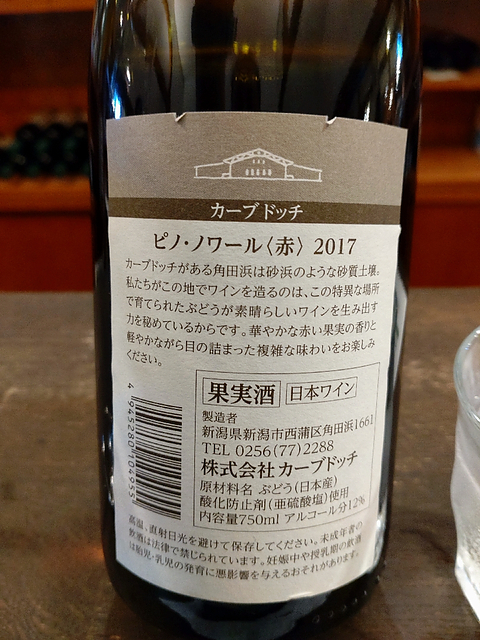 カーブドッチ
ピノ・ノワール〈赤〉 2017
カーブドッチがある角田浜は砂浜のような砂質土壌。
私たちがこの地でワインを造るのは、この特異な場所
で育てられたぶどうが素晴らしいワインを生み出す
力を秘めているからです。華やかな赤い果実の香りと
軽やかながら目の詰まった複雑な味わいをお楽しみ
ください。
果実酒 日本ワイン
製造者
新潟県新潟市西蒲区角田浜1661
TEL 0256(77)2288
株式会社カーブドッチ
原材料名 ぶどう(日本産)
酸化防止剤(亜硫酸塩)使用
内容量750ml アルコール分12%
4 945280 104955
高温、直射日光を避けて保存してください。未成年者の
飲酒は法律で禁じられています。妊娠中や授乳期の飲酒
は胎児・乳児の発育に悪影響を与えるおそれがあります。